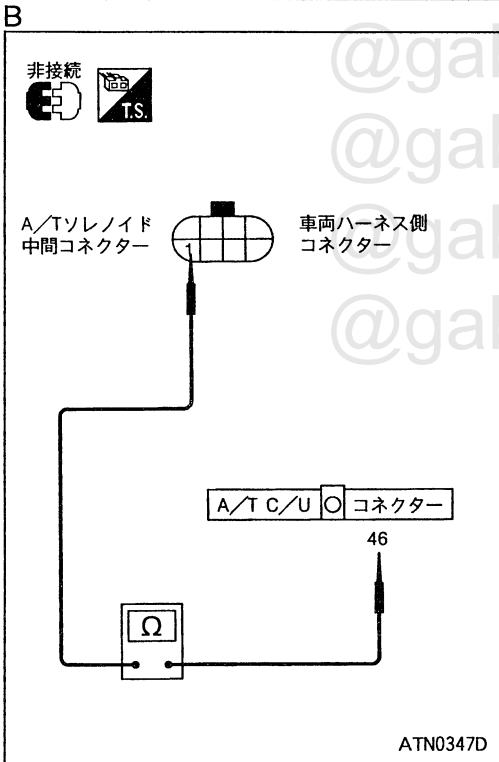 B
@gal
非接続
T.S.
@gal
A／Tソレノイド
中間コネクター
1
車両ハーネス側
コネクター
@gal
@gal
A／T C／U
コネクター
46
Ω
ATN0347D